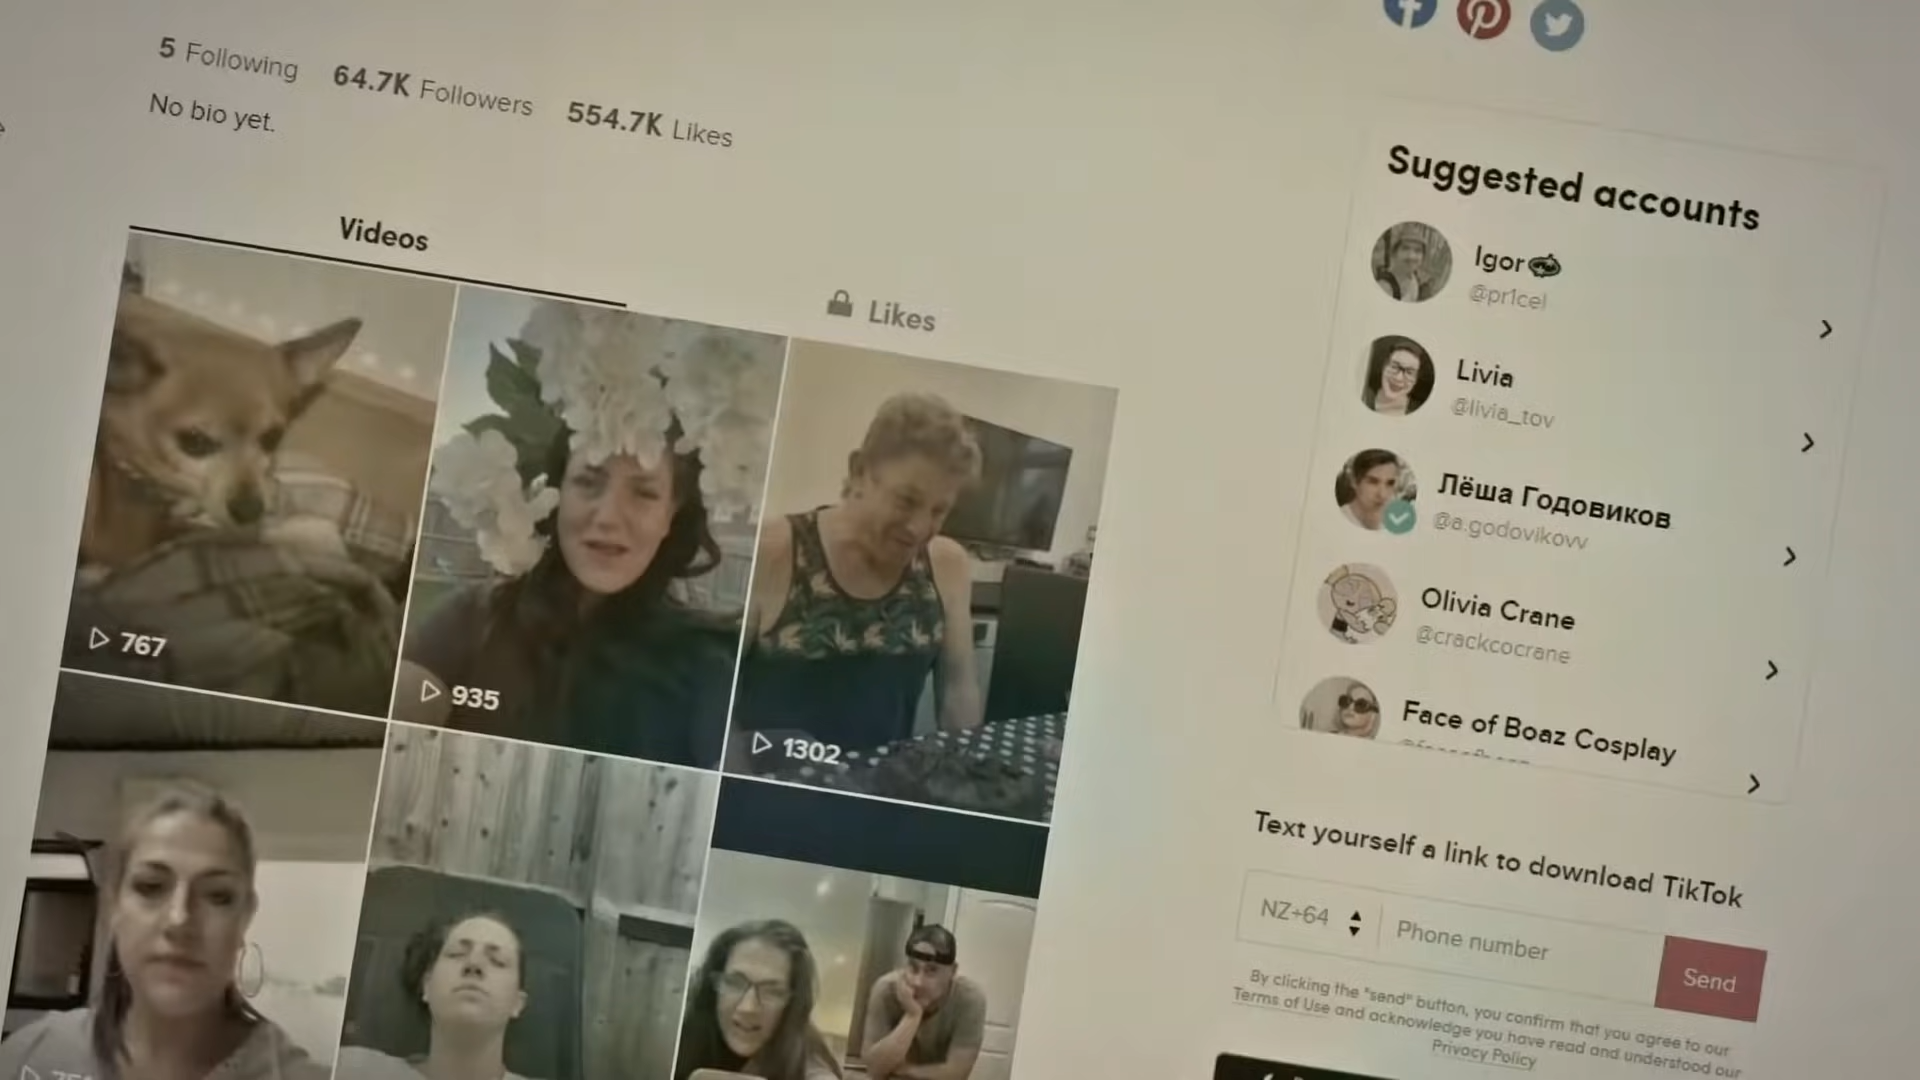 5 Following 64.7K Followers 554.7K Likes
No bio yet.
Videos
Likes
767
935
1302
Suggested accounts
Igor
@pr1cel
Livia
@livia_tov
Лёша Годовиков
@a.godovikovv
Olivia Crane
@crackcocrane
Face of Boaz Cosplay
Text yourself a link to download TikTok
NZ+64 Phone number Send
By clicking the "send" button, you confirm that you agree to our
Terms of Use and acknowledge you have read and understood our
Privacy Policy